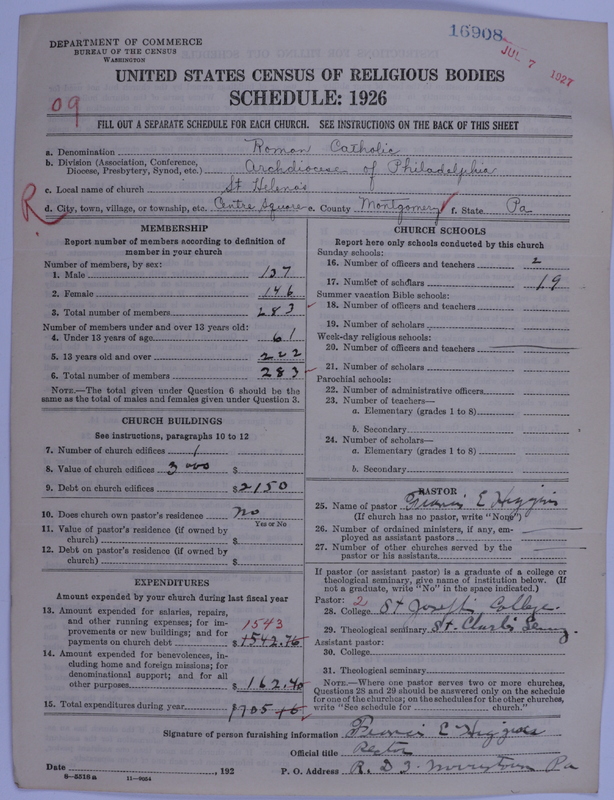 16908
JUL 7 1927
DEPARTMENT OF COMMERCE
BUREAU OF THE CENSUS
WASHINGTON
UNITED STATES CENSUS OF RELIGIOUS BODIES
SCHEDULE: 1926
09
FILL OUT A SEPARATE SCHEDULE FOR EACH CHURCH. SEE INSTRUCTIONS ON THE BACK OF THIS SHEET
a. Denomination Roman Catholic
b. Division (Association, Conference, Diocese, Presbytery, Synod, etc.) Archdiocese of Philadelphia
c. Local name of church St Helena's
R d. City, town, village, or township, etc. Centre Square e. County Montgomery f. State Pa
MEMBERSHIP
Report number of members according to definition of
member in your church
Number of members, by sex:
1. Male 137
2. Female 146
3. Total number of members 283
Number of members under and over 13 years old:
4. Under 13 years of age 61
5. 13 years old and over 222
6. Total number of members 283
NOTE.—The total given under Question 6 should be the
same as the total of males and females given under Question 3.
CHURCH BUILDINGS
See instructions, paragraphs 10 to 12
7. Number of church edifices 1
8. Value of church edifices 3000 $
9. Debt on church edifices $2150
10. Does church own pastor's residence No
Yes or No
11. Value of pastor's residence (if owned by
church) $
12. Debt on pastor's residence (if owned by
church) $
EXPENDITURES
Amount expended by church during last fiscal year
13. Amount expended for salaries, repairs,
and other running expenses; for im-
provements or new buildings; and for
payments on church debt $ 1542.76
1543
14. Amount expended for benevolences, in-
cluding home and foreign missions; for
denominational support; and for all
other purposes $ 162.40
15. Total expenditures during year $1705.16
CHURCH SCHOOLS
Report here only schools conducted by this church
Sunday schools:
16. Number of officers and teachers 2
17. Number of scholars 19
Summer vacation Bible schools:
18. Number of officers and teachers
19. Number of scholars
Week-day religious schools:
20. Number of officers and teachers
21. Number of scholars
Parochial schools:
22. Number of administrative officers
23. Number of teachers—
a. Elementary (grades 1 to 8)
b. Secondary
24. Number of scholars—
a. Elementary (grades 1 to 8)
b. Secondary
PASTOR
25. Name of pastor Francis E Higgins
(If church has no pastor, write "None")
26. Number of ordained ministers, if any, em-
ployed as assistant pastors
27. Number of other churches served by the
pastor or his assistants
If pastor (or assistant pastor) is a graduate of a college or
theological seminary, give name of institution below. (If
not a graduate, write "No" in the space indicated.)
Pastor: 2
28. College St Joseph's College
29. Theological seminary St. Charles
Assistant pastor:
30. College
31. Theological seminary
NOTE.—Where one pastor serves two or more churches,
Questions 28 and 29 should be answered only on the schedule
for one of the churches; on the schedules for the other churches,
write "See schedule for church."
Signature of person furnishing information Francis E Higgins
Official title Rector
Date , 192 P. O. Address R. D. Norristown Pa
8—5518a 11—9054